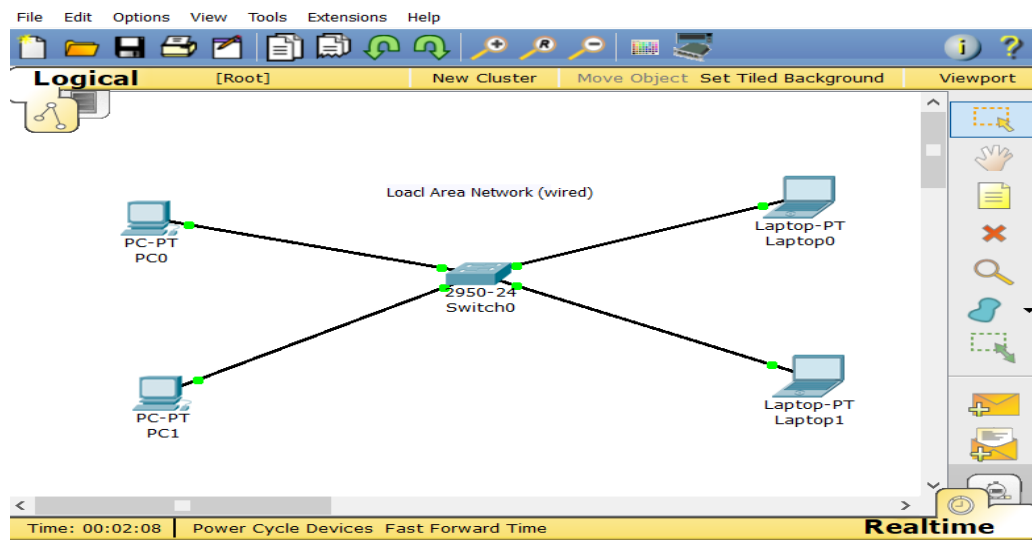 File Edit Options View Tools Extensions Help
Logical [Root] New Cluster Move Object Set Tiled Background Viewport
Loacl Area Network (wired)
PC-PT
PC0
Laptop-PT
Laptop0
2950-24
Switch0
PC-PT
PC1
Laptop-PT
Laptop1
Time: 00:02:08 Power Cycle Devices Fast Forward Time Realtime